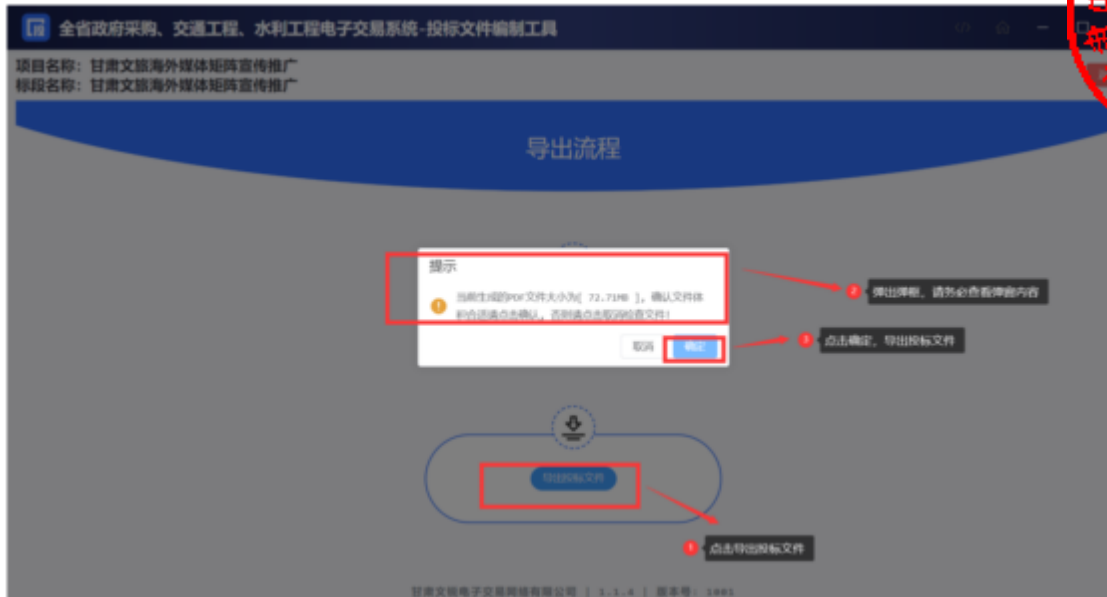 投 全省政府采购、交通工程、水利工程电子交易系统-投标文件编制工具
项目名称：甘肃文旅海外媒体矩阵宣传推广
标段名称：甘肃文旅海外媒体矩阵宣传推广
导出流程
提示
当前生成的PDF文件大小为[ 72.71MB ]，确认文件体
积合适请点击确认，否则请点击取消检查文件！
取消 确定
2 弹出弹框，请务必查看弹窗内容
3 点击确定，导出投标文件
导出投标文件
1 点击导出投标文件
| 1.1.4 | 版本号：1001